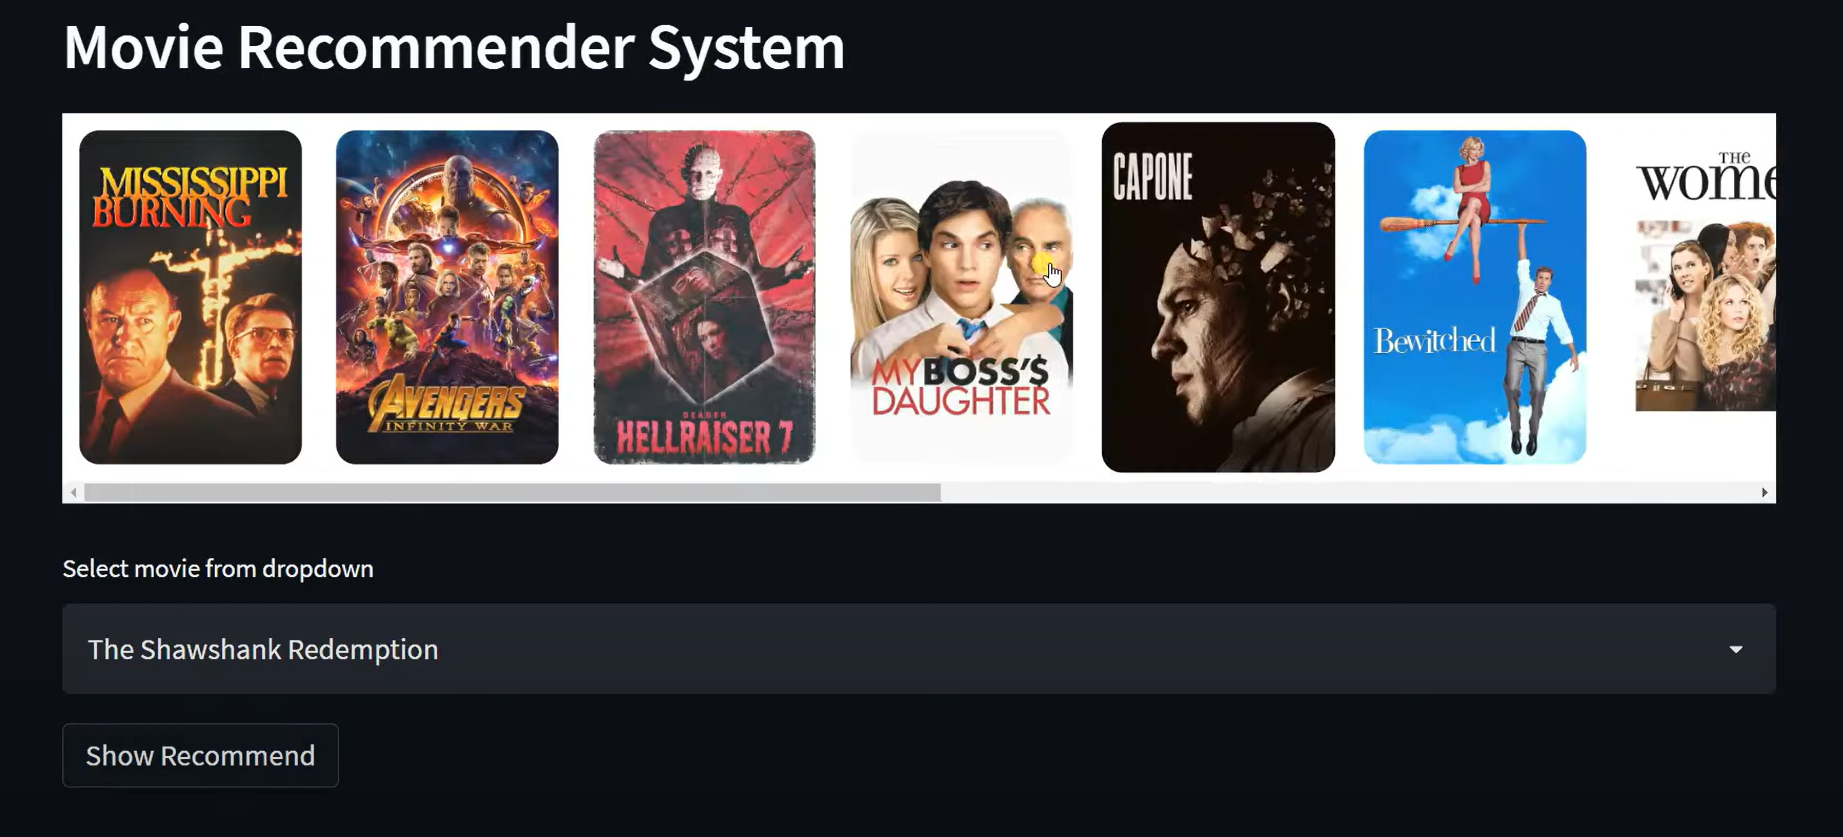 Movie Recommender System
MISSISSIPPI
BURNING
AVENGERS
INFINITY WAR
DEADER
HELLRAISER 7
MY BOSS'$
DAUGHTER
CAPONE
Bewitched
THE
wome
Select movie from dropdown
The Shawshank Redemption
Show Recommend